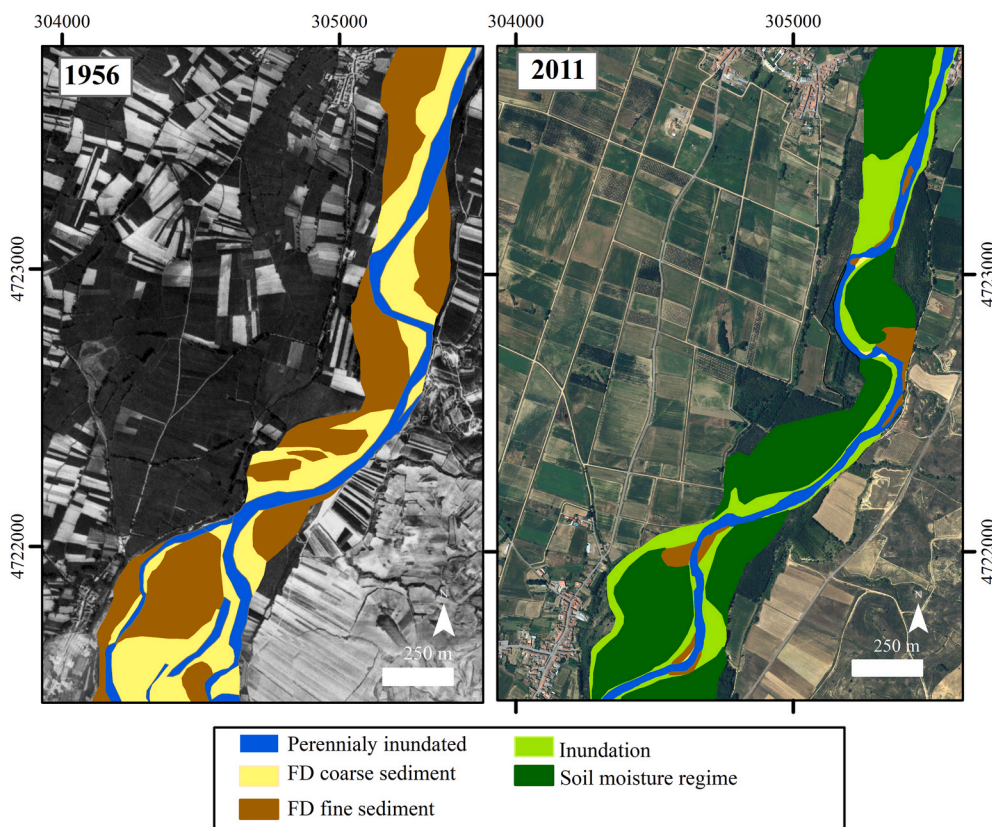 304000 305000 304000 305000
1956 2011
4723000 4723000
4722000 4722000
N N
250 m 250 m
Perennialy inundated
FD coarse sediment
FD fine sediment
Inundation
Soil moisture regime